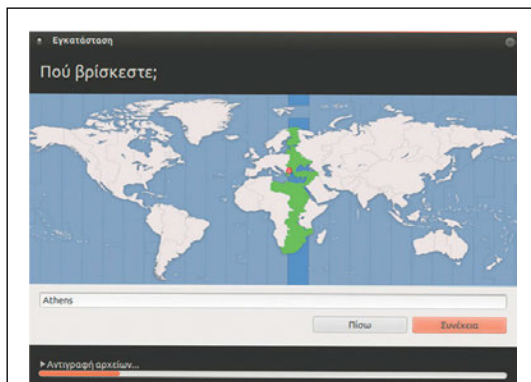 Εγκατάσταση
Πού βρίσκεστε;
Athens
Πίσω
Συνέχεια
Αντιγραφή αρχείων...